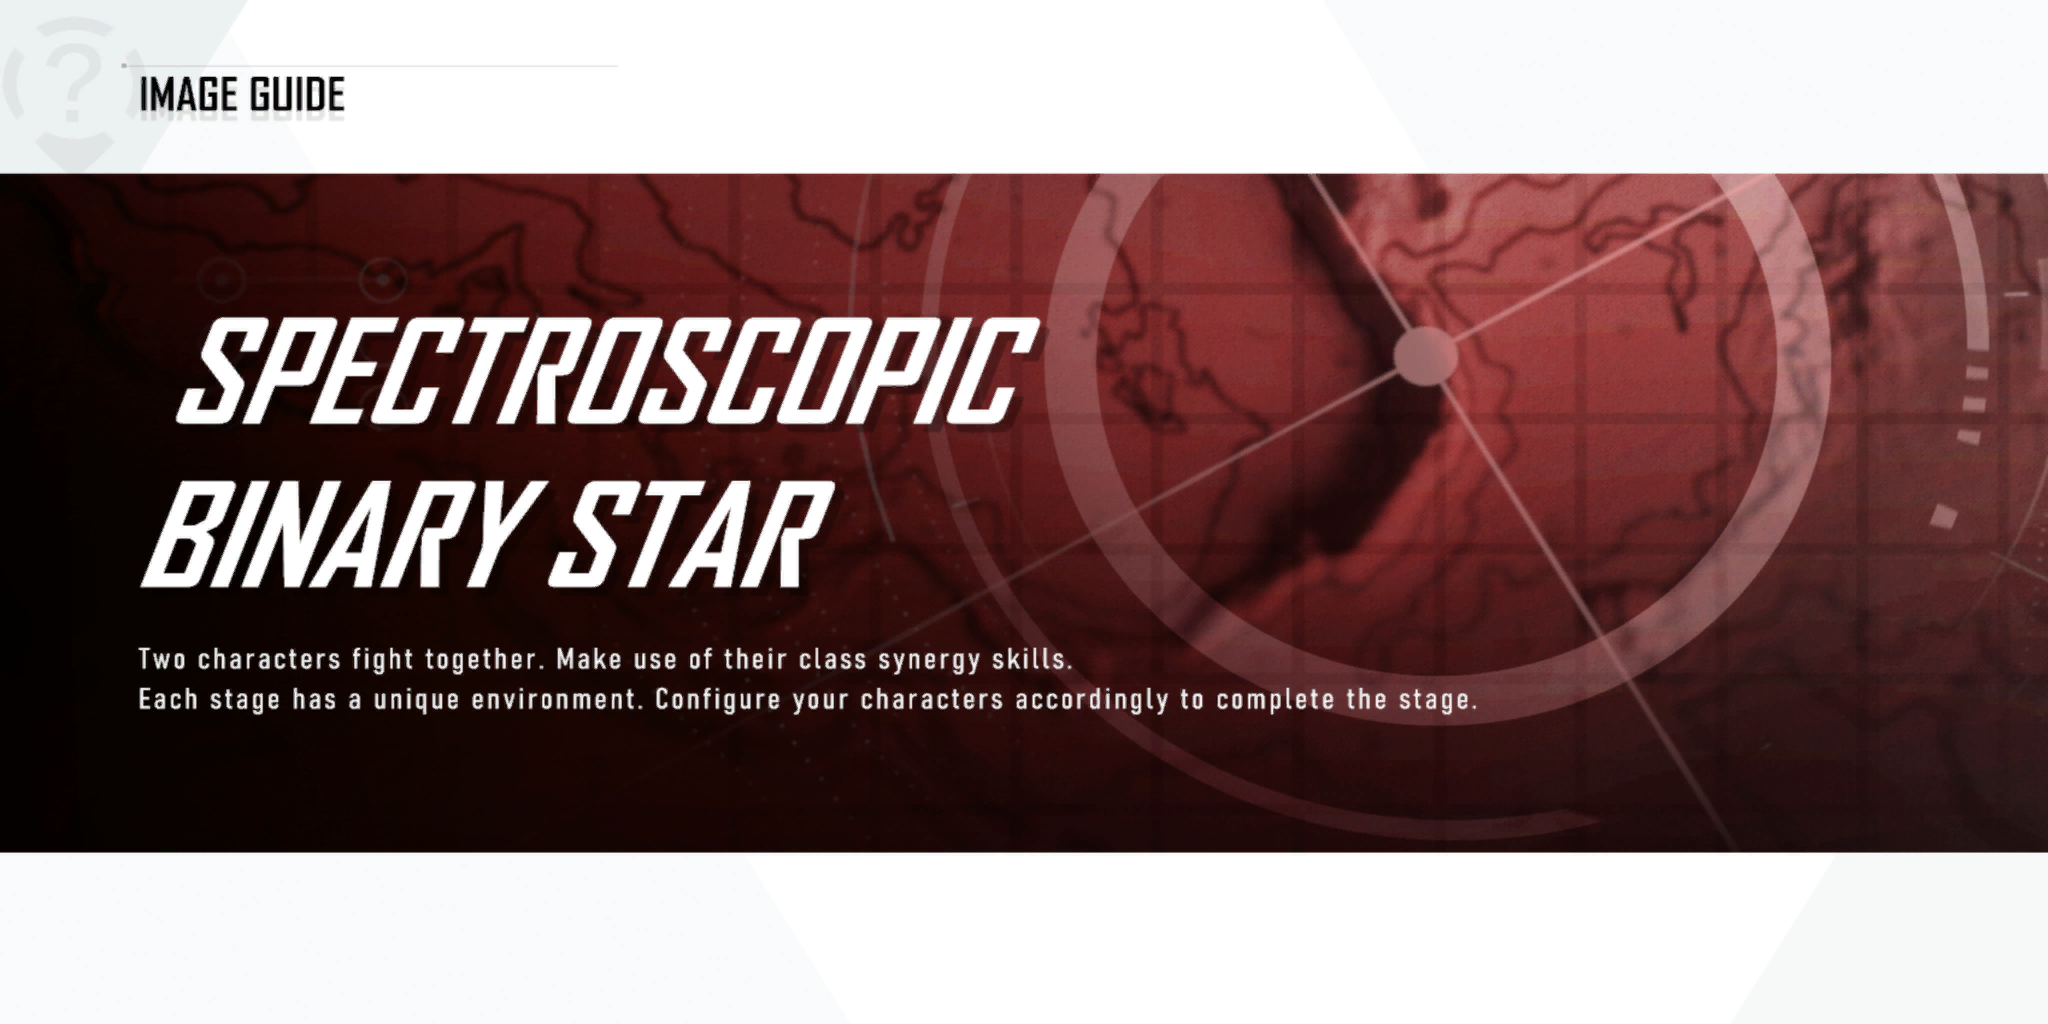 IMAGE GUIDE
SPECTROSCOPIC
BINARY STAR
Two characters fight together. Make use of their class synergy skills.
Each stage has a unique environment. Configure your characters accordingly to complete the stage.